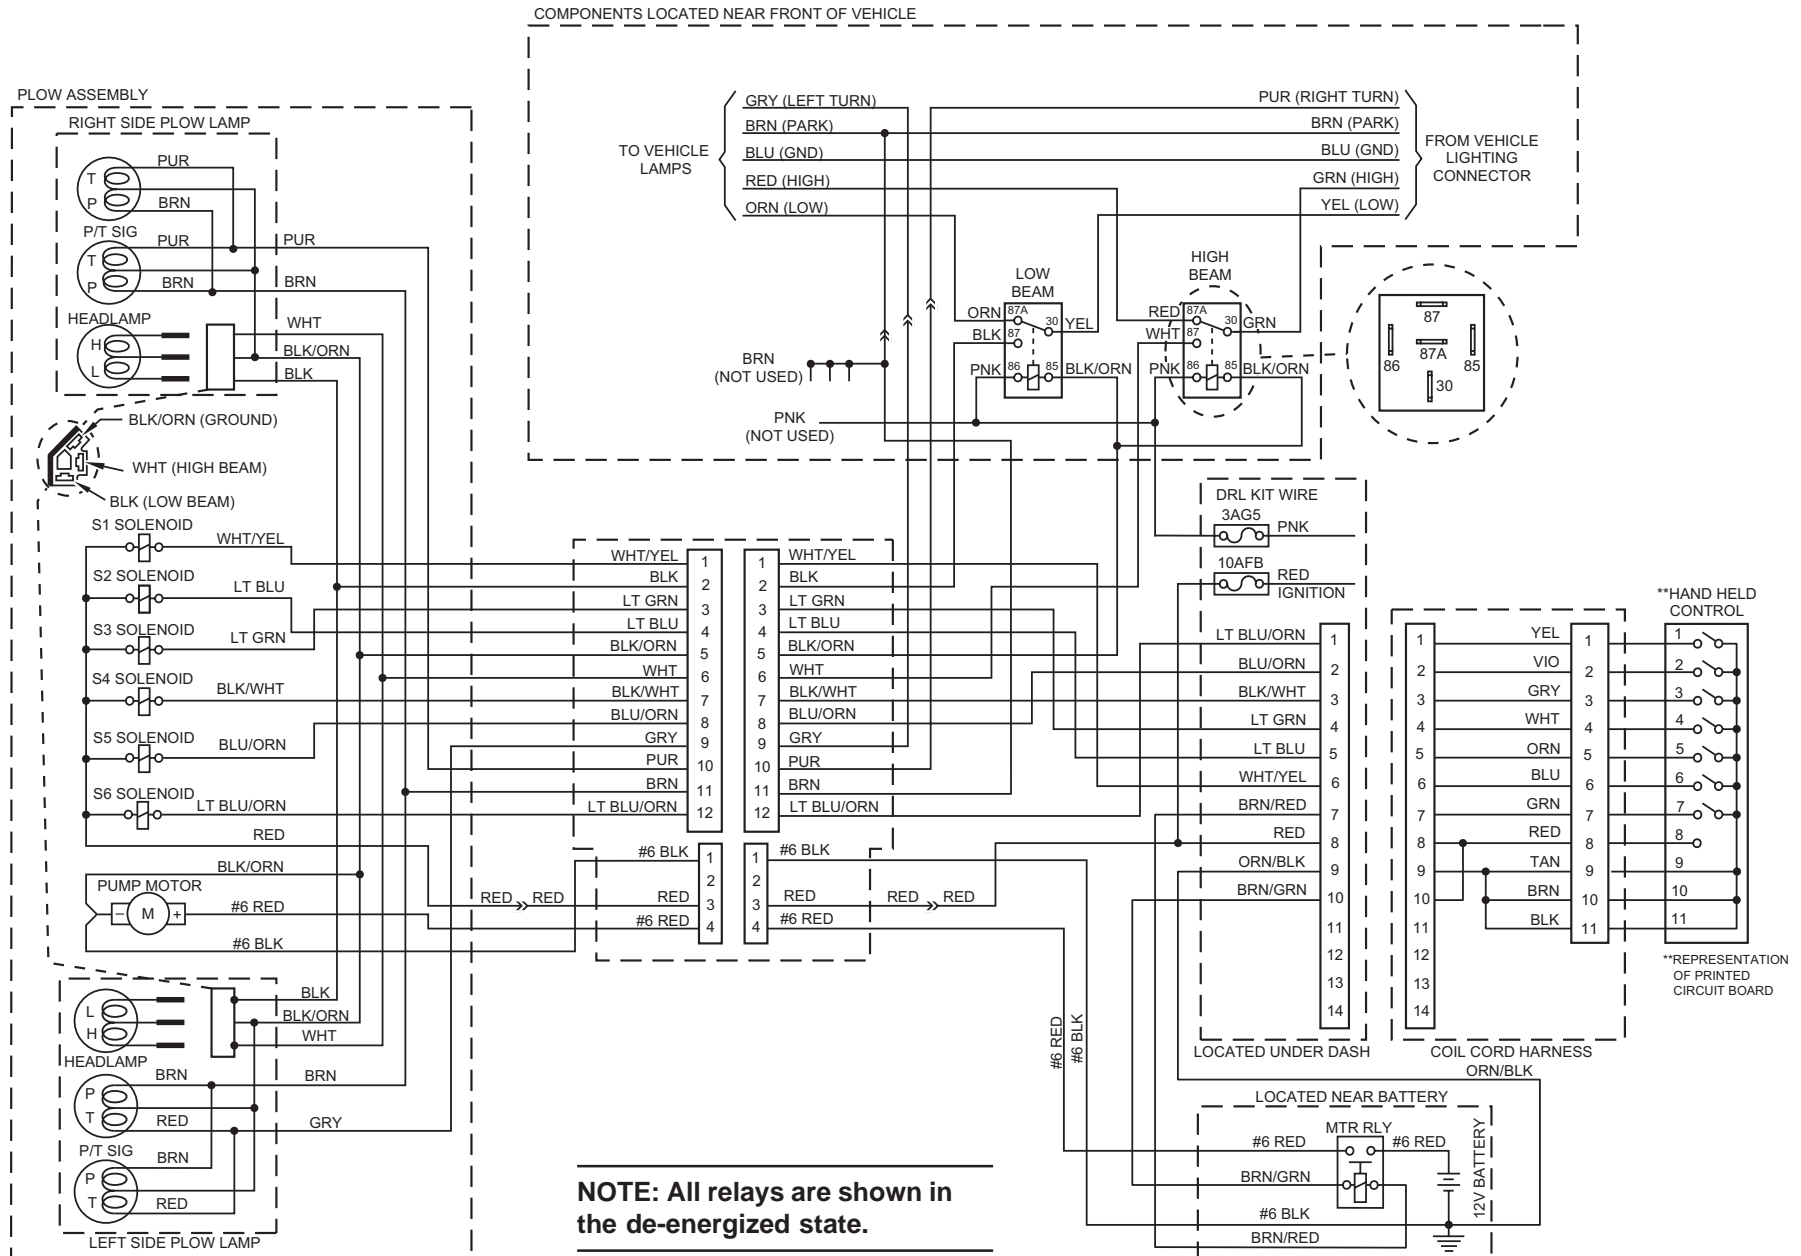 COMPONENTS LOCATED NEAR FRONT OF VEHICLE
GRY (LEFT TURN)
BRN (PARK)
BLU (GND)
RED (HIGH)
ORN (LOW)
TO VEHICLE
LAMPS
PUR (RIGHT TURN)
BRN (PARK)
BLU (GND)
GRN (HIGH)
YEL (LOW)
FROM VEHICLE
LIGHTING
CONNECTOR
LOW
BEAM
ORN
BLK
PNK
87A
87
30
86
85
YEL
BLK/ORN
HIGH
BEAM
RED
WHT
PNK
87A
87
30
86
85
GRN
BLK/ORN
87
86
87A
85
30
BRN
(NOT USED)
PNK
(NOT USED)
PLOW ASSEMBLY
RIGHT SIDE PLOW LAMP
T
P
PUR
BRN
P/T SIG
T
P
PUR
BRN
PUR
BRN
HEADLAMP
H
L
WHT
BLK/ORN
BLK
BLK/ORN (GROUND)
WHT (HIGH BEAM)
BLK (LOW BEAM)
S1 SOLENOID
WHT/YEL
S2 SOLENOID
LT BLU
S3 SOLENOID
LT GRN
S4 SOLENOID
BLK/WHT
S5 SOLENOID
BLU/ORN
S6 SOLENOID
LT BLU/ORN
RED
BLK/ORN
PUMP MOTOR
–
M
+
#6 RED
#6 BLK
BLK
BLK/ORN
WHT
L
H
HEADLAMP
P
T
BRN
RED
BRN
GRY
P/T SIG
P
T
BRN
RED
LEFT SIDE PLOW LAMP
WHT/YEL 1 1 WHT/YEL
BLK 2 2 BLK
LT GRN 3 3 LT GRN
LT BLU 4 4 LT BLU
BLK/ORN 5 5 BLK/ORN
WHT 6 6 WHT
BLK/WHT 7 7 BLK/WHT
BLU/ORN 8 8 BLU/ORN
GRY 9 9 GRY
PUR 10 10 PUR
BRN 11 11 BRN
LT BLU/ORN 12 12 LT BLU/ORN
#6 BLK 1 1 #6 BLK
2 2
RED RED RED 3 3 RED RED RED
#6 RED 4 4 #6 RED
DRL KIT WIRE
3AG5
PNK
10AFB
RED
IGNITION
LT BLU/ORN 1
BLU/ORN 2
BLK/WHT 3
LT GRN 4
LT BLU 5
WHT/YEL 6
BRN/RED 7
RED 8
ORN/BLK 9
BRN/GRN 10
11
12
13
14
LOCATED UNDER DASH
1 YEL 1
2 VIO 2
3 GRY 3
4 WHT 4
5 ORN 5
6 BLU 6
7 GRN 7
8 RED 8
9 TAN 9
10 BRN 10
11 BLK 11
12
13
14
COIL CORD HARNESS
**HAND HELD
CONTROL
1
2
3
4
5
6
7
8
9
10
11
**REPRESENTATION
OF PRINTED
CIRCUIT BOARD
ORN/BLK
#6 RED
#6 BLK
LOCATED NEAR BATTERY
MTR RLY
#6 RED
#6 RED
BRN/GRN
12V BATTERY
#6 BLK
BRN/RED
NOTE: All relays are shown in
the de-energized state.